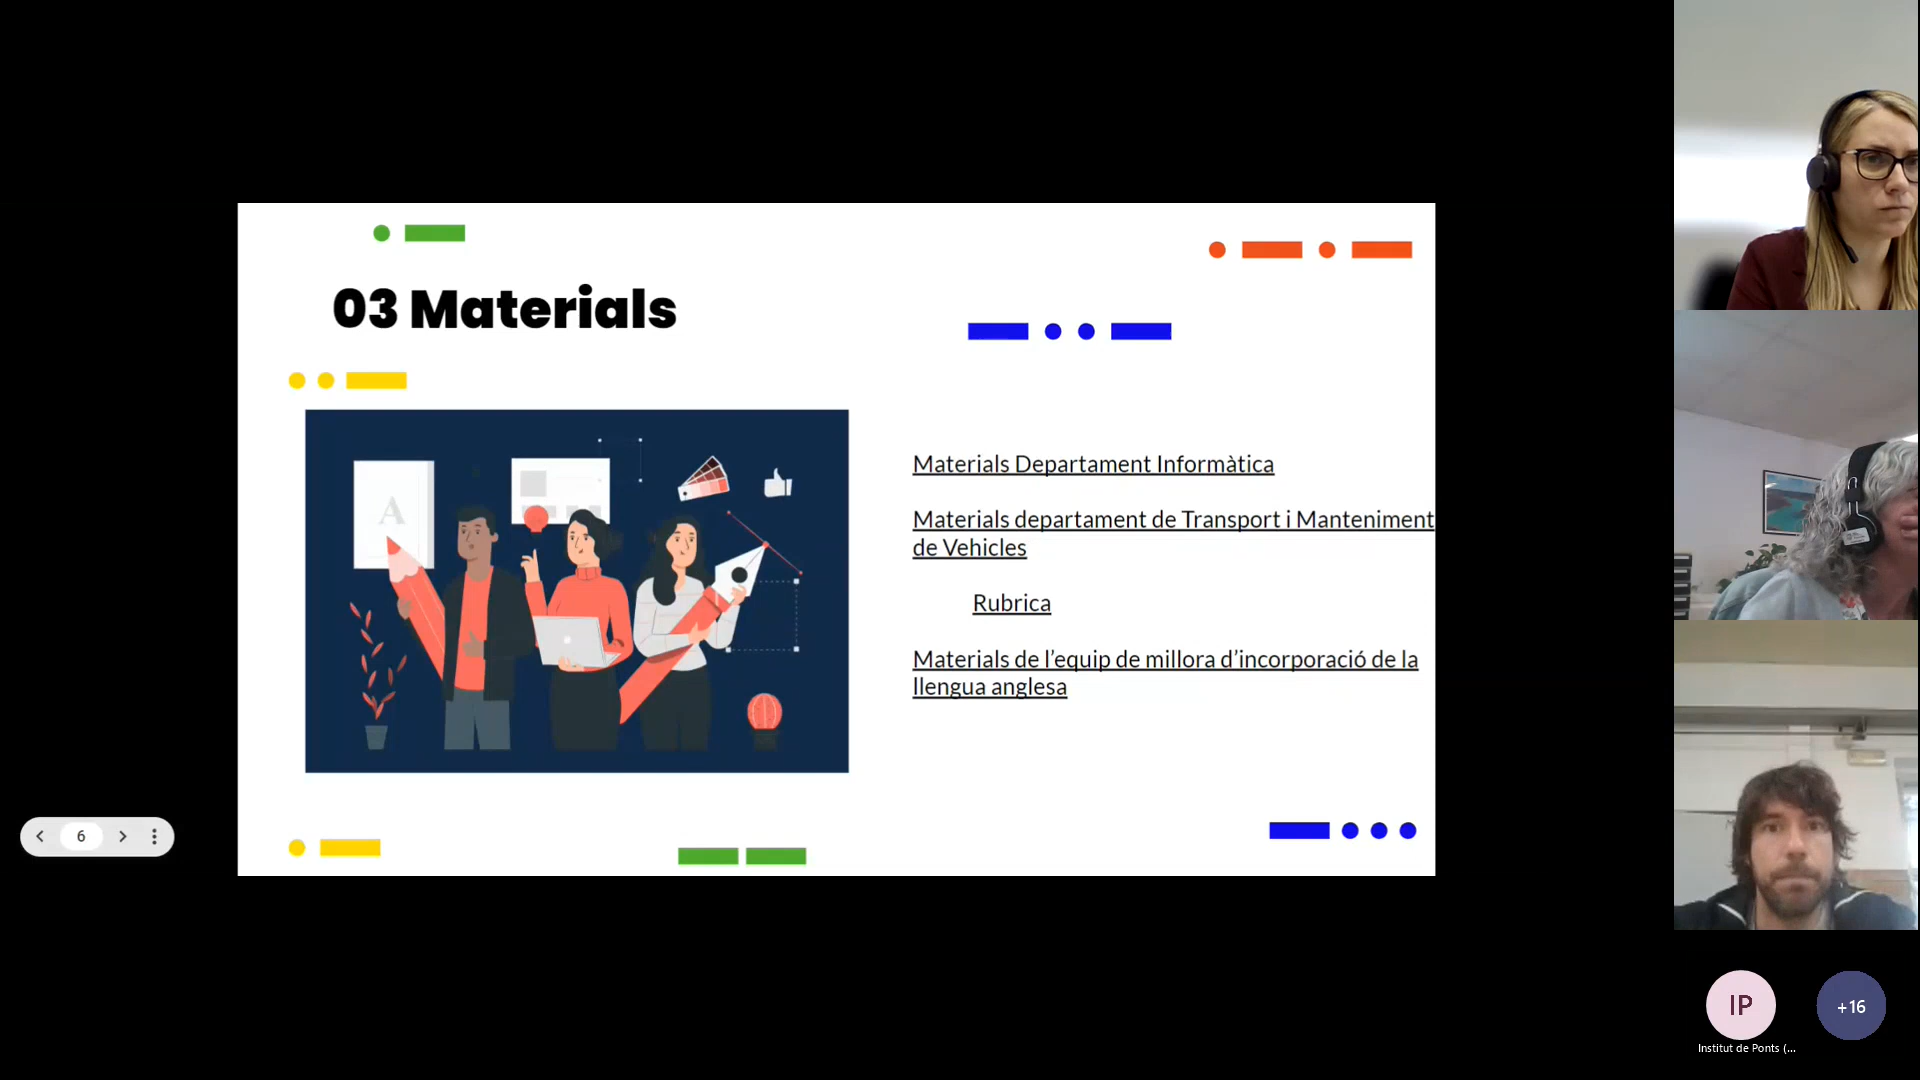 03 Materials
A
Materials Departament Informàtica
Materials departament de Transport i Manteniment
de Vehicles
Rubrica
Materials de l’equip de millora d’incorporació de la
llengua anglesa
6
IP
+16
Institut de Ponts (...